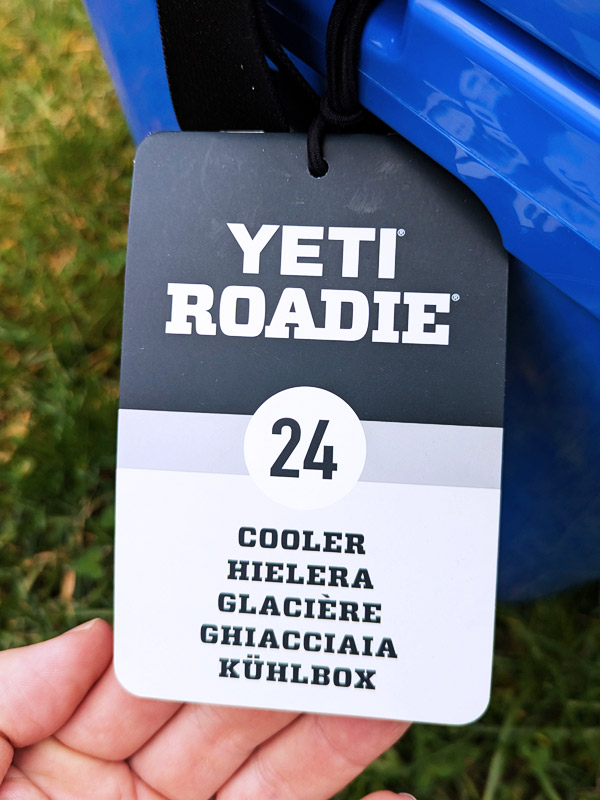 YETI®
ROADIE®
24
COOLER
HIELERA
GLACIÈRE
GHIACCIAIA
KÜHLBOX